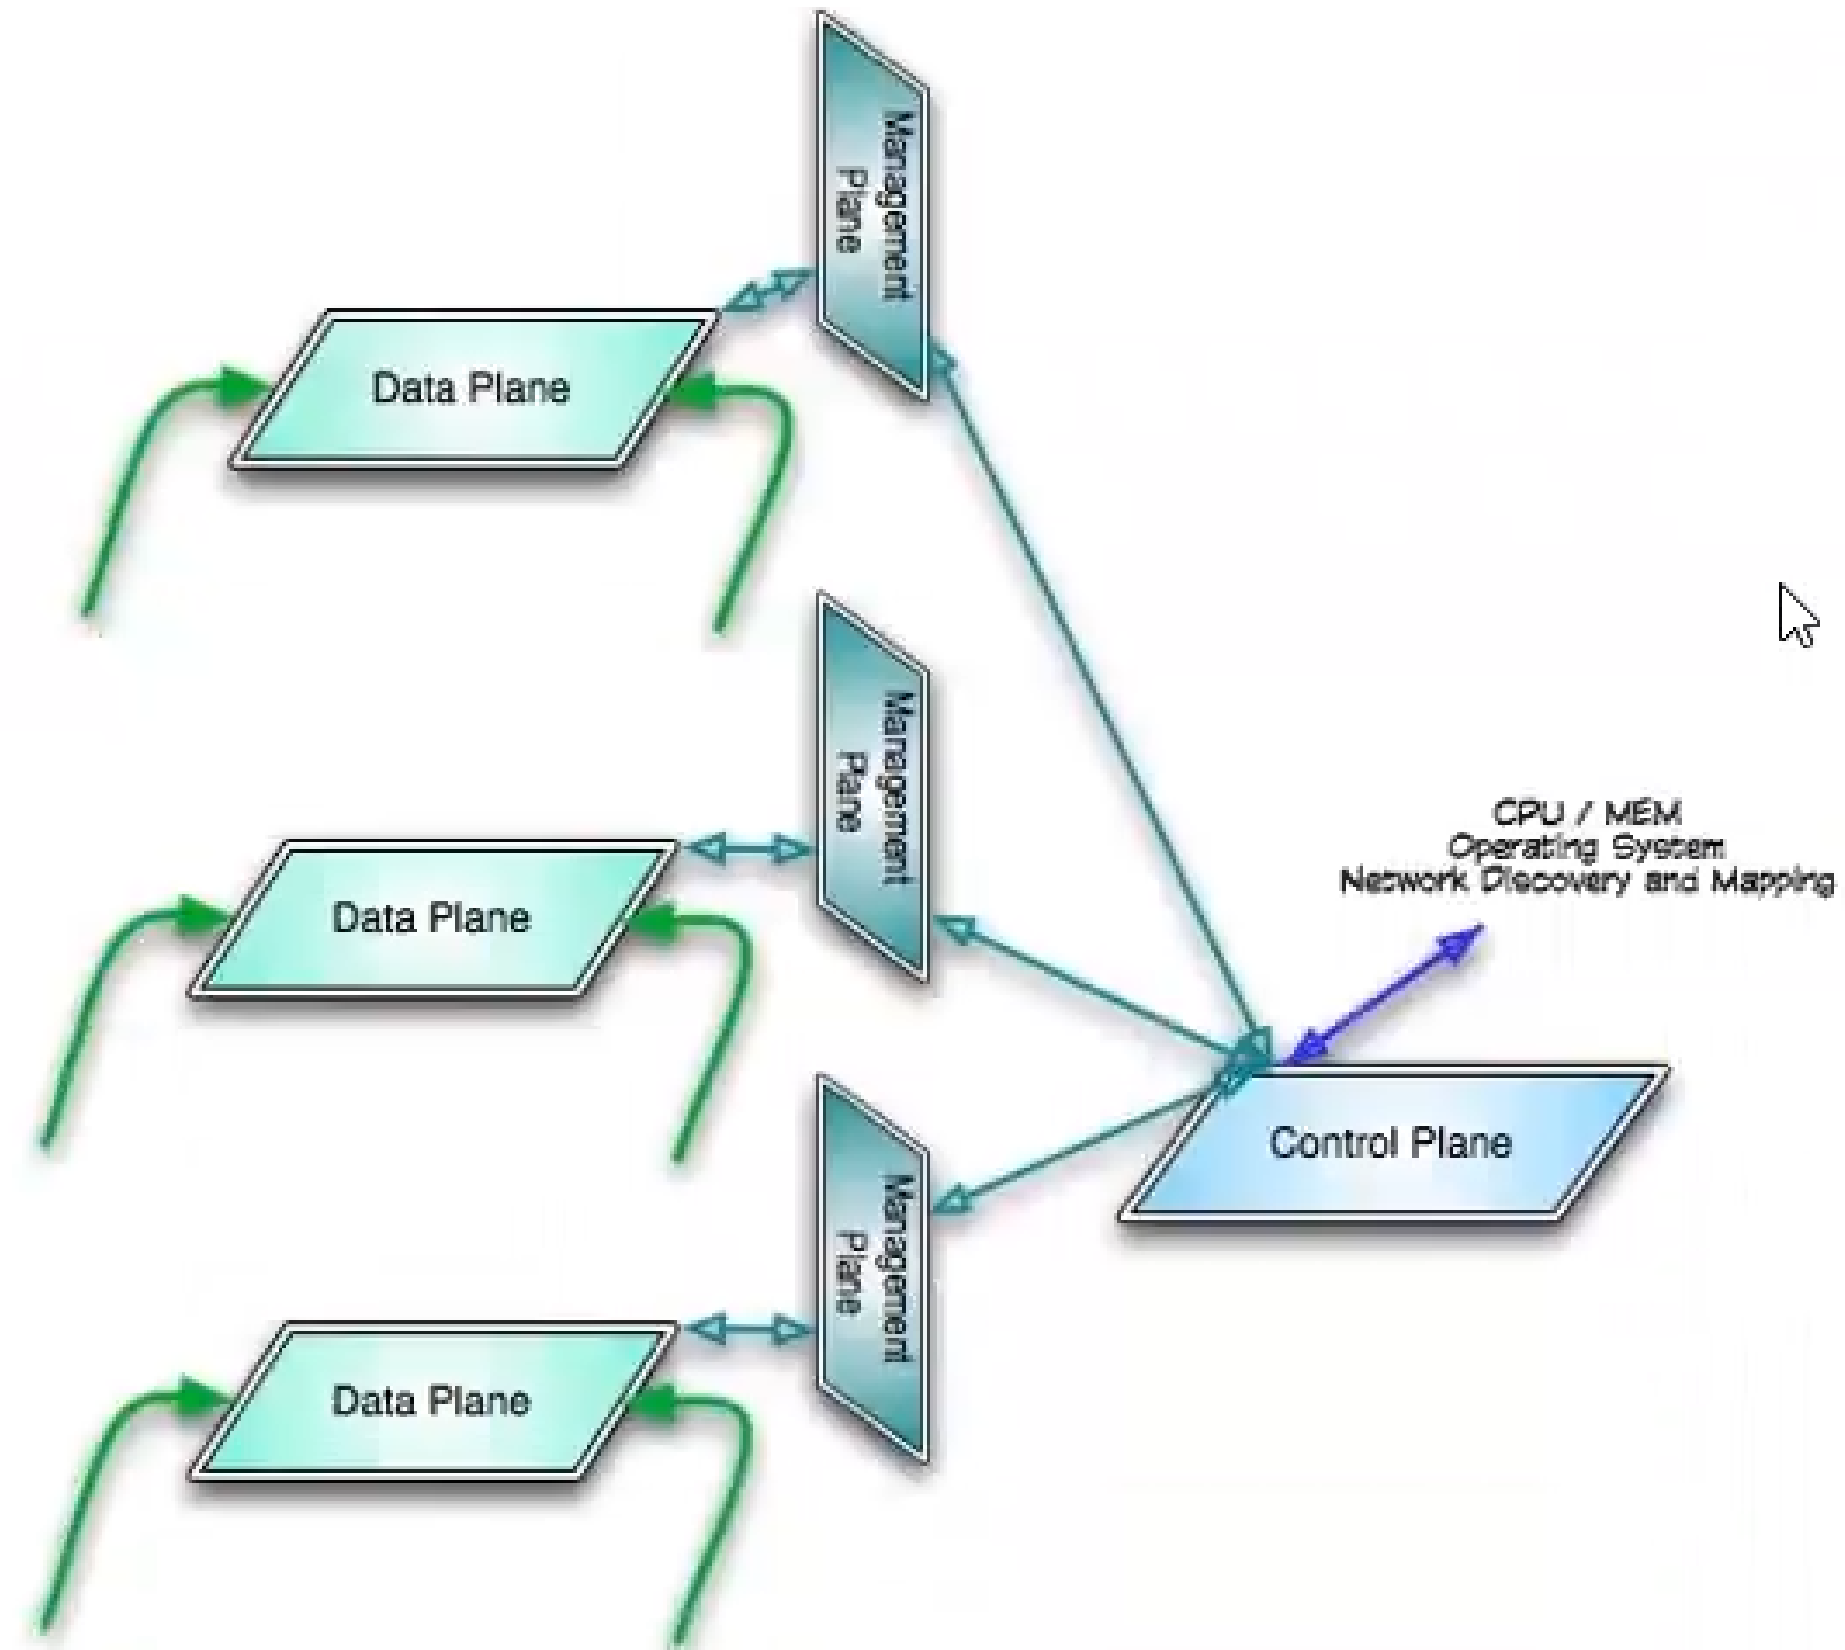 Management
Plane
Data Plane
Management
Plane
Data Plane
CPU / MEM
Operating System
Network Discovery and Mapping
Control Plane
Management
Plane
Data Plane